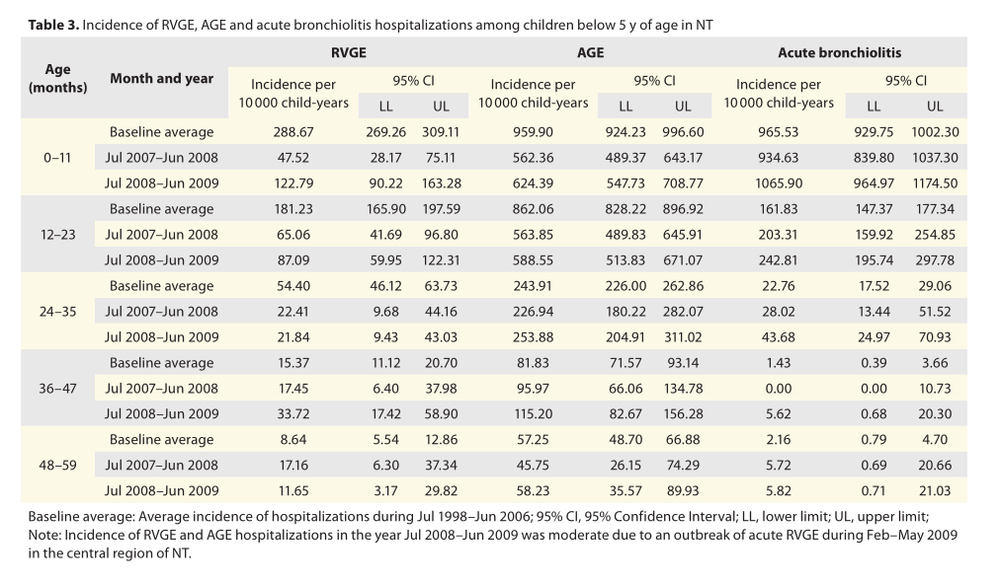 Table 3. Incidence of RVGE, AGE and acute bronchiolitis hospitalizations among children below 5 y of age in NT
Age (months) Month and year RVGE AGE Acute bronchiolitis
Incidence per 10 000 child-years 95% CI Incidence per 10 000 child-years 95% CI Incidence per 10 000 child-years 95% CI
LL UL LL UL LL UL
0–11 Baseline average 288.67 269.26 309.11 959.90 924.23 996.60 965.53 929.75 1002.30
Jul 2007–Jun 2008 47.52 28.17 75.11 562.36 489.37 643.17 934.63 839.80 1037.30
Jul 2008–Jun 2009 122.79 90.22 163.28 624.39 547.73 708.77 1065.90 964.97 1174.50
12–23 Baseline average 181.23 165.90 197.59 862.06 828.22 896.92 161.83 147.37 177.34
Jul 2007–Jun 2008 65.06 41.69 96.80 563.85 489.83 645.91 203.31 159.92 254.85
Jul 2008–Jun 2009 87.09 59.95 122.31 588.55 513.83 671.07 242.81 195.74 297.78
24–35 Baseline average 54.40 46.12 63.73 243.91 226.00 262.86 22.76 17.52 29.06
Jul 2007–Jun 2008 22.41 9.68 44.16 226.94 180.22 282.07 28.02 13.44 51.52
Jul 2008–Jun 2009 21.84 9.43 43.03 253.88 204.91 311.02 43.68 24.97 70.93
36–47 Baseline average 15.37 11.12 20.70 81.83 71.57 93.14 1.43 0.39 3.66
Jul 2007–Jun 2008 17.45 6.40 37.98 95.97 66.06 134.78 0.00 0.00 10.73
Jul 2008–Jun 2009 33.72 17.42 58.90 115.20 82.67 156.28 5.62 0.68 20.30
48–59 Baseline average 8.64 5.54 12.86 57.25 48.70 66.88 2.16 0.79 4.70
Jul 2007–Jun 2008 17.16 6.30 37.34 45.75 26.15 74.29 5.72 0.69 20.66
Jul 2008–Jun 2009 11.65 3.17 29.82 58.23 35.57 89.93 5.82 0.71 21.03
Baseline average: Average incidence of hospitalizations during Jul 1998–Jun 2006; 95% CI, 95% Confidence Interval; LL, lower limit; UL, upper limit;
Note: Incidence of RVGE and AGE hospitalizations in the year Jul 2008–Jun 2009 was moderate due to an outbreak of acute RVGE during Feb–May 2009
in the central region of NT.